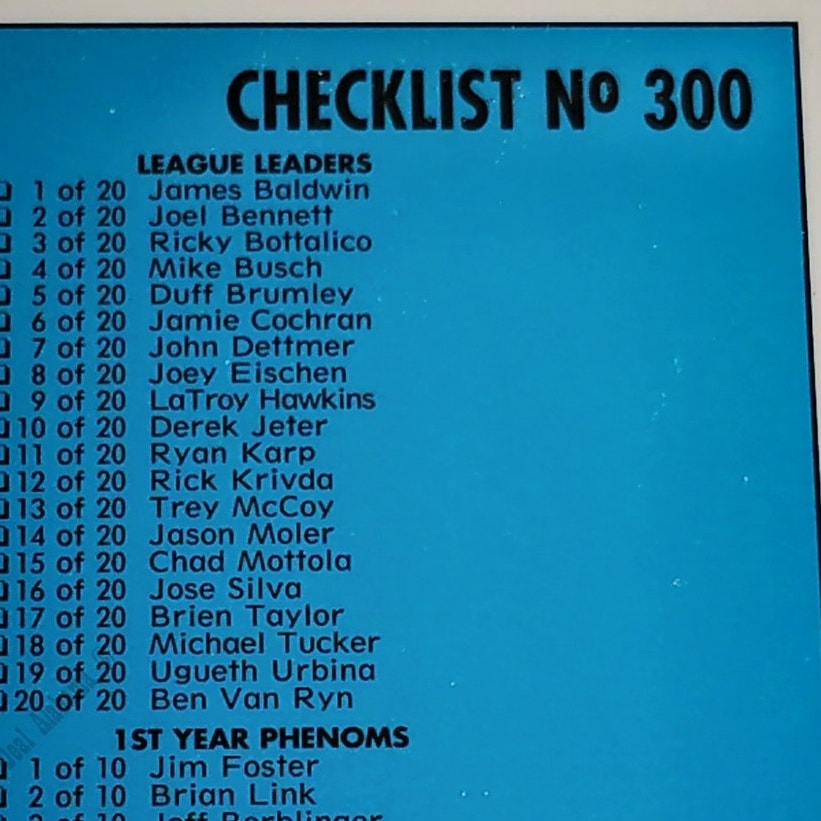 CHECKLIST Nº 300
LEAGUE LEADERS
1 of 20 James Baldwin
2 of 20 Joel Bennett
3 of 20 Ricky Bottalico
4 of 20 Mike Busch
5 of 20 Duff Brumley
6 of 20 Jamie Cochran
7 of 20 John Dettmer
8 of 20 Joey Eischen
9 of 20 LaTroy Hawkins
10 of 20 Derek Jeter
11 of 20 Ryan Karp
12 of 20 Rick Krivda
13 of 20 Trey McCoy
14 of 20 Jason Moler
15 of 20 Chad Mottola
16 of 20 Jose Silva
17 of 20 Brien Taylor
18 of 20 Michael Tucker
19 of 20 Ugueth Urbina
20 of 20 Ben Van Ryn
1ST YEAR PHENOMS
1 of 10 Jim Foster
2 of 10 Brian Link
3 of 10 Jeff